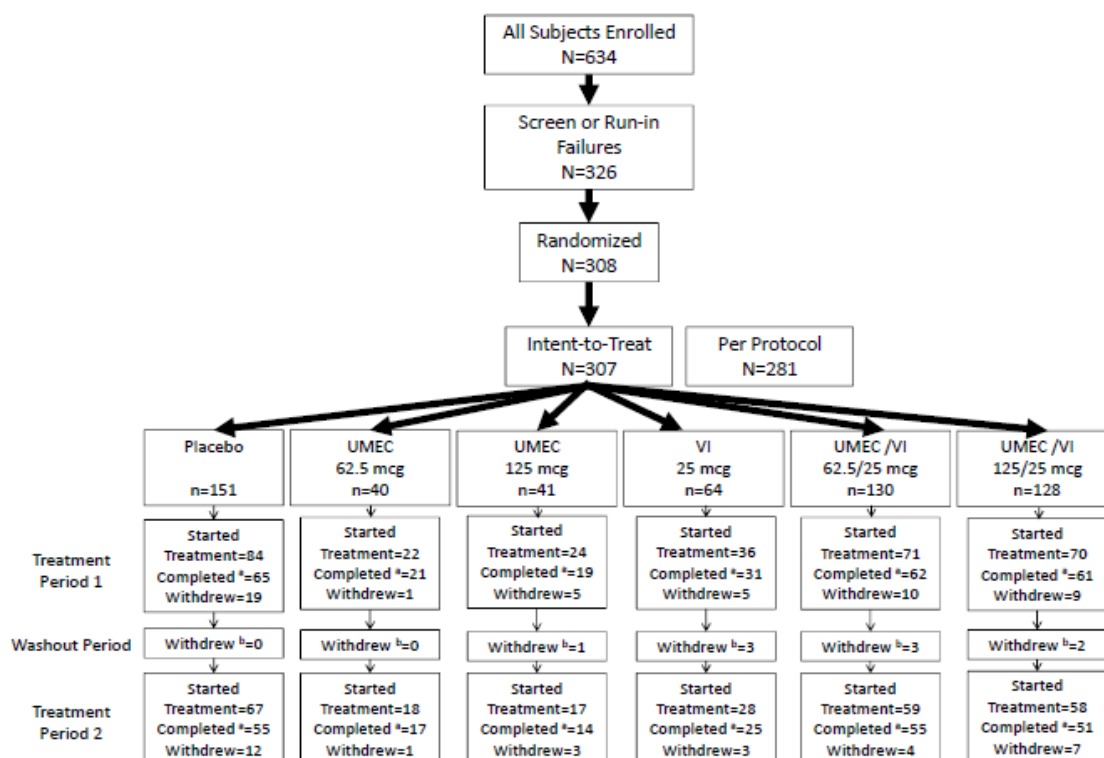 All Subjects Enrolled
N=634
Screen or Run-in
Failures
N=326
Randomized
N=308
Intent-to-Treat
N=307
Per Protocol
N=281
Placebo
n=151
UMEC
62.5 mcg
n=40
UMEC
125 mcg
n=41
VI
25 mcg
n=64
UMEC /VI
62.5/25 mcg
n=130
UMEC /VI
125/25 mcg
n=128
Treatment
Period 1
Started
Treatment=84
Completed ª=65
Withdrew=19
Started
Treatment=22
Completed ª=21
Withdrew=1
Started
Treatment=24
Completed ª=19
Withdrew=5
Started
Treatment=36
Completed ª=31
Withdrew=5
Started
Treatment=71
Completed ª=62
Withdrew=10
Started
Treatment=70
Completed ª=61
Withdrew=9
Washout Period
Withdrew ᵇ=0
Withdrew ᵇ=0
Withdrew ᵇ=1
Withdrew ᵇ=3
Withdrew ᵇ=3
Withdrew ᵇ=2
Treatment
Period 2
Started
Treatment=67
Completed ª=55
Withdrew=12
Started
Treatment=18
Completed ª=17
Withdrew=1
Started
Treatment=17
Completed ª=14
Withdrew=3
Started
Treatment=28
Completed ª=25
Withdrew=3
Started
Treatment=59
Completed ª=55
Withdrew=4
Started
Treatment=58
Completed ª=51
Withdrew=7